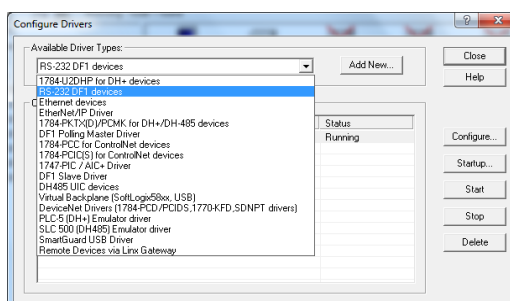 Configure Drivers
Available Driver Types:
RS-232 DF1 devices
Add New...
Close
Help
1784-U2DHP for DH+ devices
RS-232 DF1 devices
Ethernet devices
EtherNet/IP Driver
1784-PKTX(D)/PCMK for DH+/DH-485 devices
DF1 Polling Master Driver
1784-PCC for ControlNet devices
1784-PCIC(S) for ControlNet devices
1747-PIC / AIC+ Driver
DF1 Slave Driver
DH485 UIC devices
Virtual Backplane (SoftLogix58xx, USB)
DeviceNet Drivers (1784-PCD/PCIDS,1770-KFD,SDNPT drivers)
PLC-5 (DH+) Emulator driver
SLC 500 (DH485) Emulator driver
SmartGuard USB Driver
Remote Devices via Linx Gateway
Status
Running
Configure...
Startup...
Start
Stop
Delete